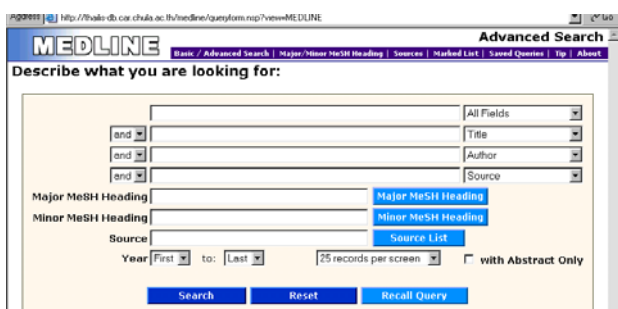 Address http://thailis-db.car.chula.ac.th/medline/queryform.nsp?view=MEDLINE Go
Advanced Search
MEDLINE
Basic / Advanced Search | Major/Minor MeSH Heading | Sources | Marked List | Saved Queries | Tip | About
Describe what you are looking for:
All Fields
and Title
and Author
and Source
Major MeSH Heading Major MeSH Heading
Minor MeSH Heading Minor MeSH Heading
Source Source List
Year First to: Last 25 records per screen with Abstract Only
Search Reset Recall Query